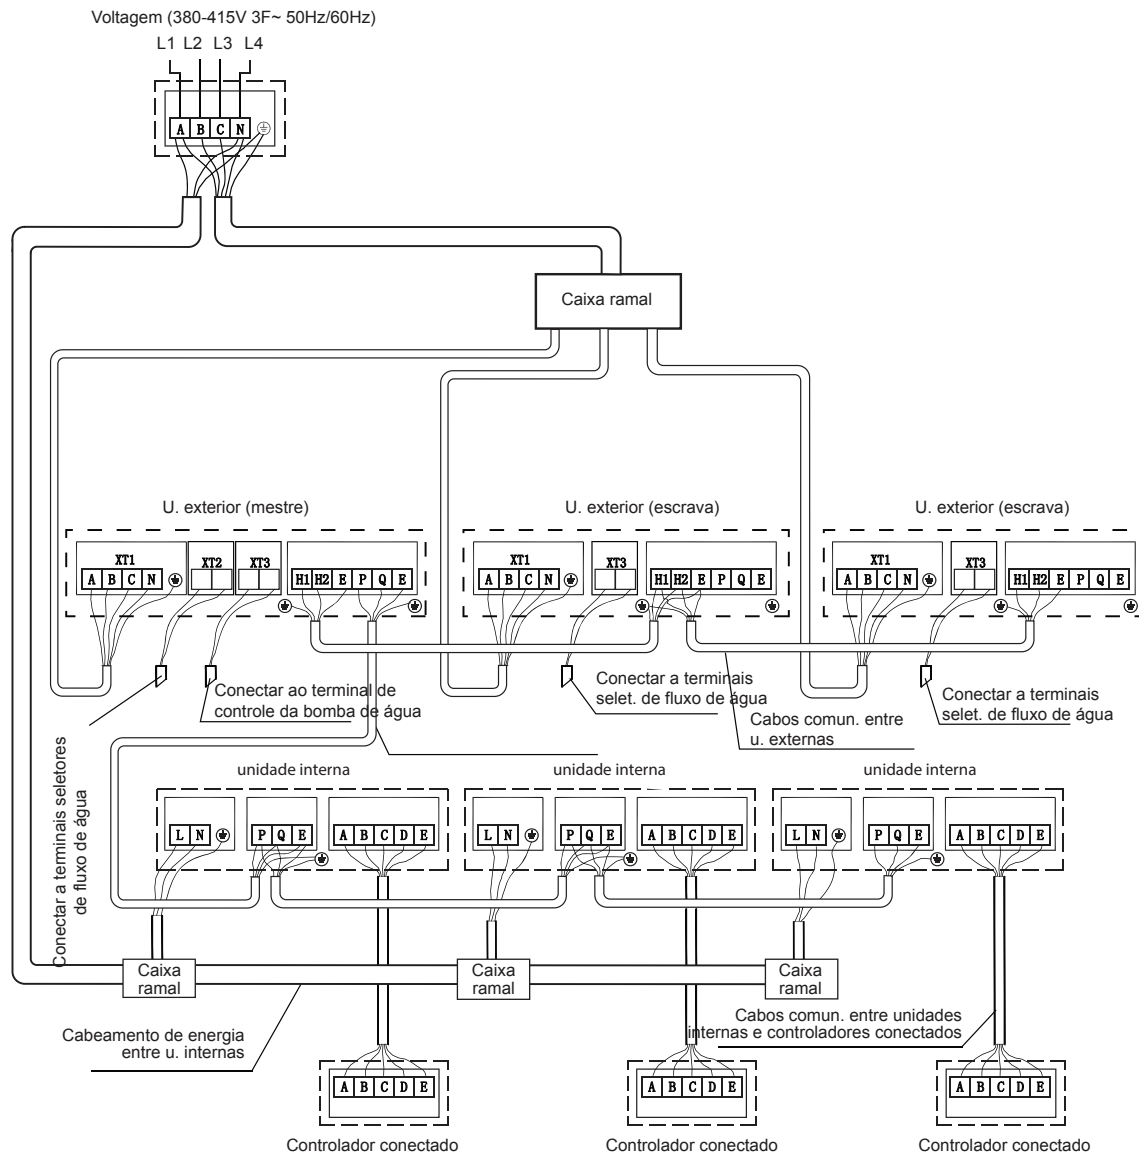 Voltagem (380-415V 3F~ 50Hz/60Hz)
L1 L2 L3 L4
A B C N
Caixa ramal
U. exterior (mestre)
U. exterior (escrava)
U. exterior (escrava)
XT1 XT2 XT3
A B C N
H1 H2 E P Q E
XT1 XT3
A B C N
H1 H2 E P Q E
XT1 XT3
A B C N
H1 H2 E P Q E
Conectar ao terminal de
controle da bomba de água
Conectar a terminais
selet. de fluxo de água
Cabos comun. entre
u. externas
Conectar a terminais
selet. de fluxo de água
Conectar a terminais seletores
de fluxo de água
unidade interna
unidade interna
unidade interna
L N
P Q E
A B C D E
L N
P Q E
A B C D E
L N
P Q E
A B C D E
Caixa
ramal
Caixa
ramal
Caixa
ramal
Cabeamento de energia
entre u. internas
Cabos comun. entre unidades
internas e controladores conectados
A B C D E
A B C D E
A B C D E
Controlador conectado
Controlador conectado
Controlador conectado